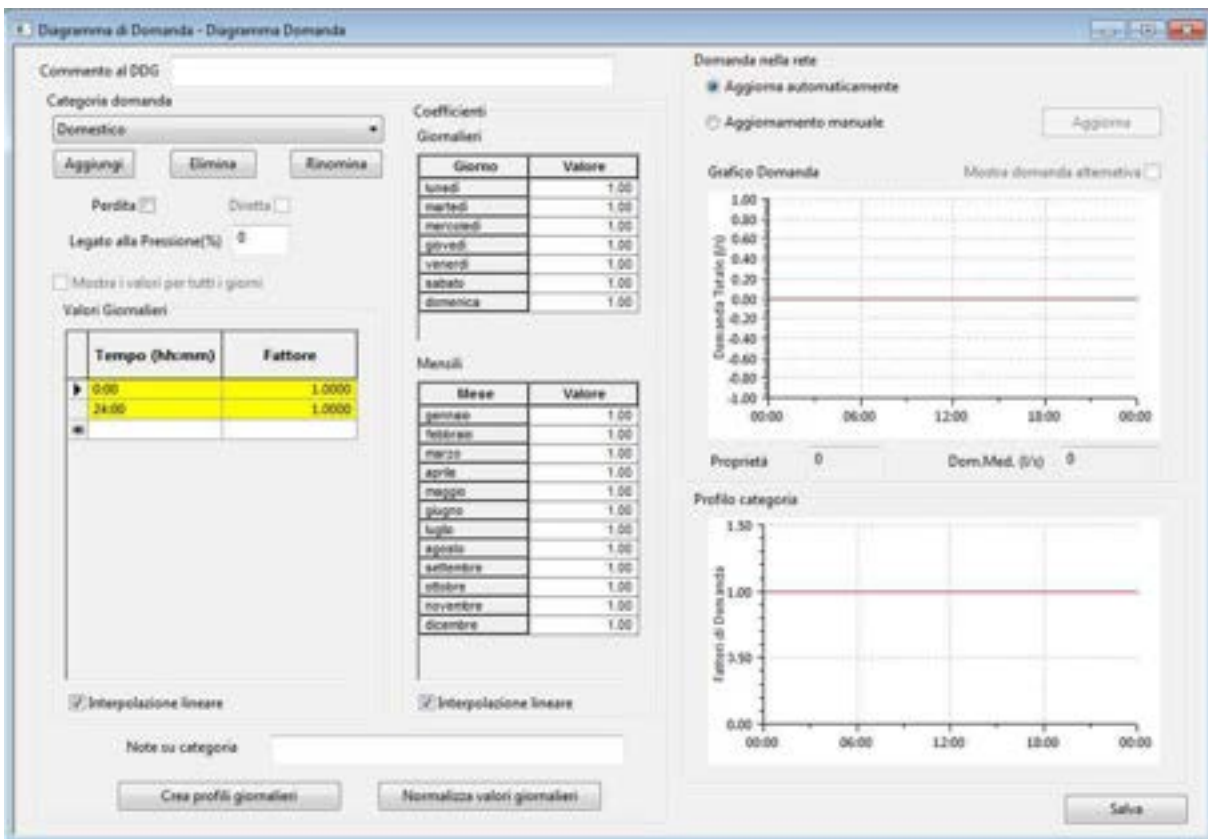 Diagramma di Domanda - Diagramma Domanda
Commento al DDG
Categoria domanda
Domestico
Aggiungi
Elimina
Rinomina
Perdita
Diretta
Legato alla Pressione(%)
0
Mostra i valori per tutti i giorni
Valori Giornalieri
Tempo (hh:mm) Fattore
0:00 1.0000
24:00 1.0000
Interpolazione lineare
Coefficienti
Giornalieri
Giorno Valore
lunedì 1.00
martedì 1.00
mercoledì 1.00
giovedì 1.00
venerdì 1.00
sabato 1.00
domenica 1.00
Mensili
Mese Valore
gennaio 1.00
febbraio 1.00
marzo 1.00
aprile 1.00
maggio 1.00
giugno 1.00
luglio 1.00
agosto 1.00
settembre 1.00
ottobre 1.00
novembre 1.00
dicembre 1.00
Interpolazione lineare
Note su categoria
Crea profili giornalieri
Normalizza valori giornalieri
Domanda nella rete
Aggiorna automaticamente
Aggiornamento manuale
Aggiorna
Grafico Domanda
Mostra domanda alternativa
Domanda Totale (l/s)
1.00
0.80
0.60
0.40
0.20
0.00
-0.20
-0.40
-0.60
-0.80
-1.00
00:00 06:00 12:00 18:00 00:00
Proprietà 0 Dom.Med. (l/s) 0
Profilo categoria
Fattori di Domanda
1.50
1.00
0.50
0.00
00:00 06:00 12:00 18:00 00:00
Salva